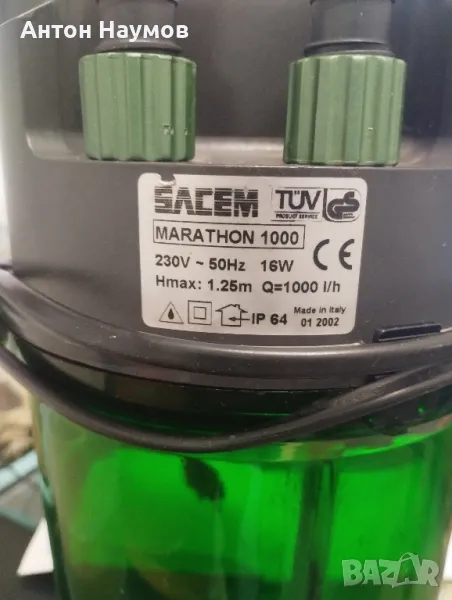 Антон Наумов
SACEM
TÜV
PRODUCT SERVICE
GS
MARATHON 1000
230V ~ 50Hz 16W
CE
Hmax: 1.25m Q=1000 l/h
IP 64
Made in Italy
01 2002
BAZAR